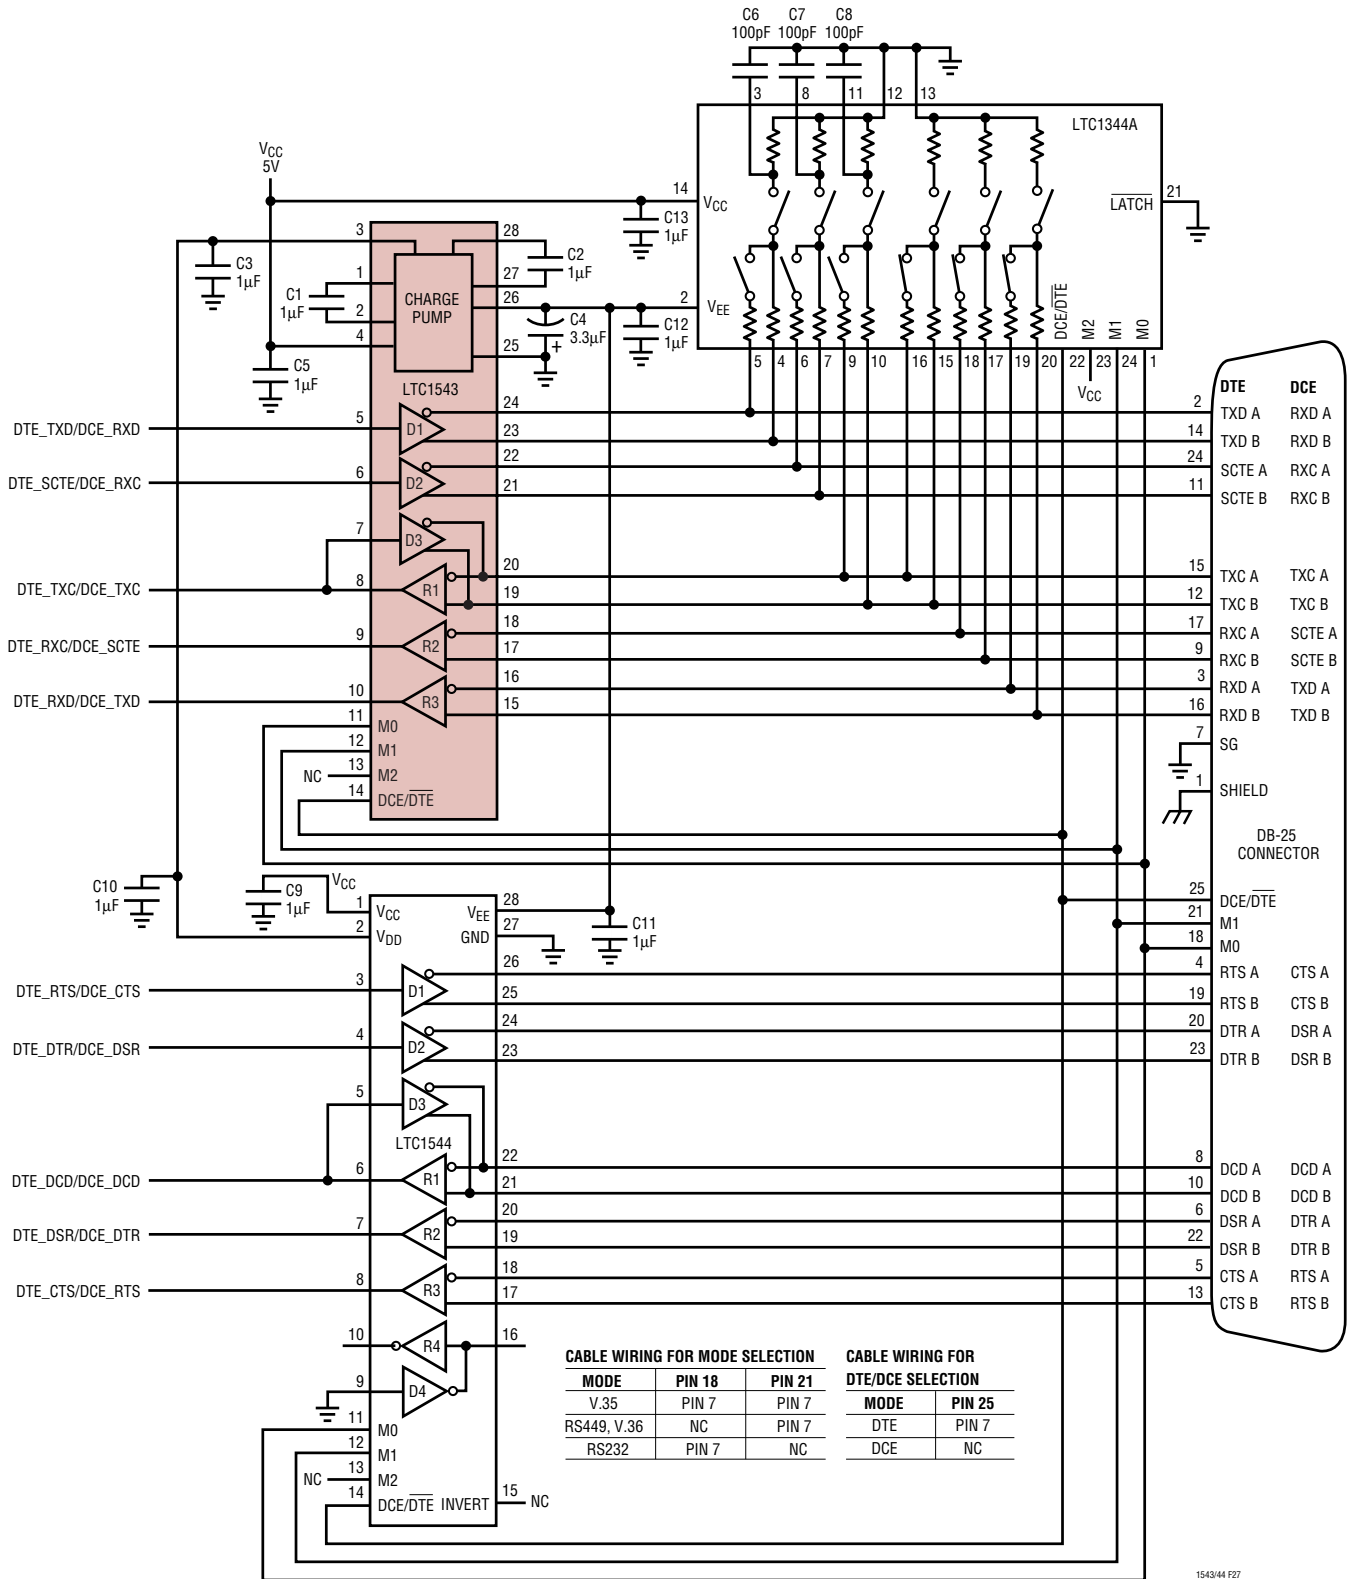 C6 C7 C8
100pF 100pF 100pF
3 8 11 12 13
LTC1344A
VCC
5V
14
VCC
21
LATCH
C13
1µF
3
28
C3
1µF
C2
1µF
1
27
C1
1µF
CHARGE
PUMP
26
2
VEE
2
C4
3.3µF
+
C12
1µF
DCE/DTE
M2
M1
M0
4
25
C5
1µF
5 4 6 7 9 10 16 15 18 17 19 20 22 23 24 1
VCC
LTC1543
DTE DCE
DTE_TXD/DCE_RXD
5
D1
24
2
TXD A RXD A
23
14
TXD B RXD B
DTE_SCTE/DCE_RXC
6
D2
22
24
SCTE A RXC A
21
11
SCTE B RXC B
7
D3
DTE_TXC/DCE_TXC
8
R1
20
15
TXC A TXC A
19
12
TXC B TXC B
DTE_RXC/DCE_SCTE
9
R2
18
17
RXC A SCTE A
17
9
RXC B SCTE B
DTE_RXD/DCE_TXD
10
R3
16
3
RXD A TXD A
15
16
RXD B TXD B
11
M0
12
M1
NC
13
M2
14
DCE/DTE
7
SG
1
SHIELD
DB-25
CONNECTOR
C10
1µF
C9
1µF
VCC
1
VCC
VEE
28
2
VDD
GND
27
C11
1µF
25
DCE/DTE
21
M1
18
M0
DTE_RTS/DCE_CTS
3
D1
26
4
RTS A CTS A
25
19
RTS B CTS B
DTE_DTR/DCE_DSR
4
D2
24
20
DTR A DSR A
23
23
DTR B DSR B
5
D3
LTC1544
DTE_DCD/DCE_DCD
6
R1
22
8
DCD A DCD A
21
10
DCD B DCD B
DTE_DSR/DCE_DTR
7
R2
20
6
DSR A DTR A
19
22
DSR B DTR B
DTE_CTS/DCE_RTS
8
R3
18
5
CTS A RTS A
17
13
CTS B RTS B
10
R4
16
9
D4
11
M0
12
M1
NC
13
M2
14
DCE/DTE
INVERT
15
NC
CABLE WIRING FOR MODE SELECTION
MODE PIN 18 PIN 21
V.35 PIN 7 PIN 7
RS449, V.36 NC PIN 7
RS232 PIN 7 NC
CABLE WIRING FOR
DTE/DCE SELECTION
MODE PIN 25
DTE PIN 7
DCE NC
1543/44 F27